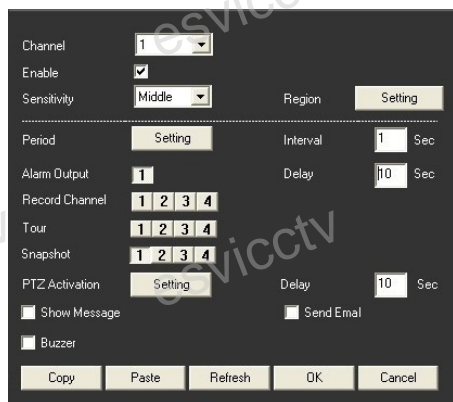 esvicctv
Channel 1
Enable
Sensitivity Middle Region Setting
Period Setting Interval 1 Sec
Alarm Output 1 Delay 10 Sec
Record Channel 1 2 3 4
Tour 1 2 3 4
Snapshot 1 2 3 4
esvicctv
PTZ Activation Setting Delay 10 Sec
Show Message Send Emal
Buzzer
Copy Paste Refresh OK Cancel